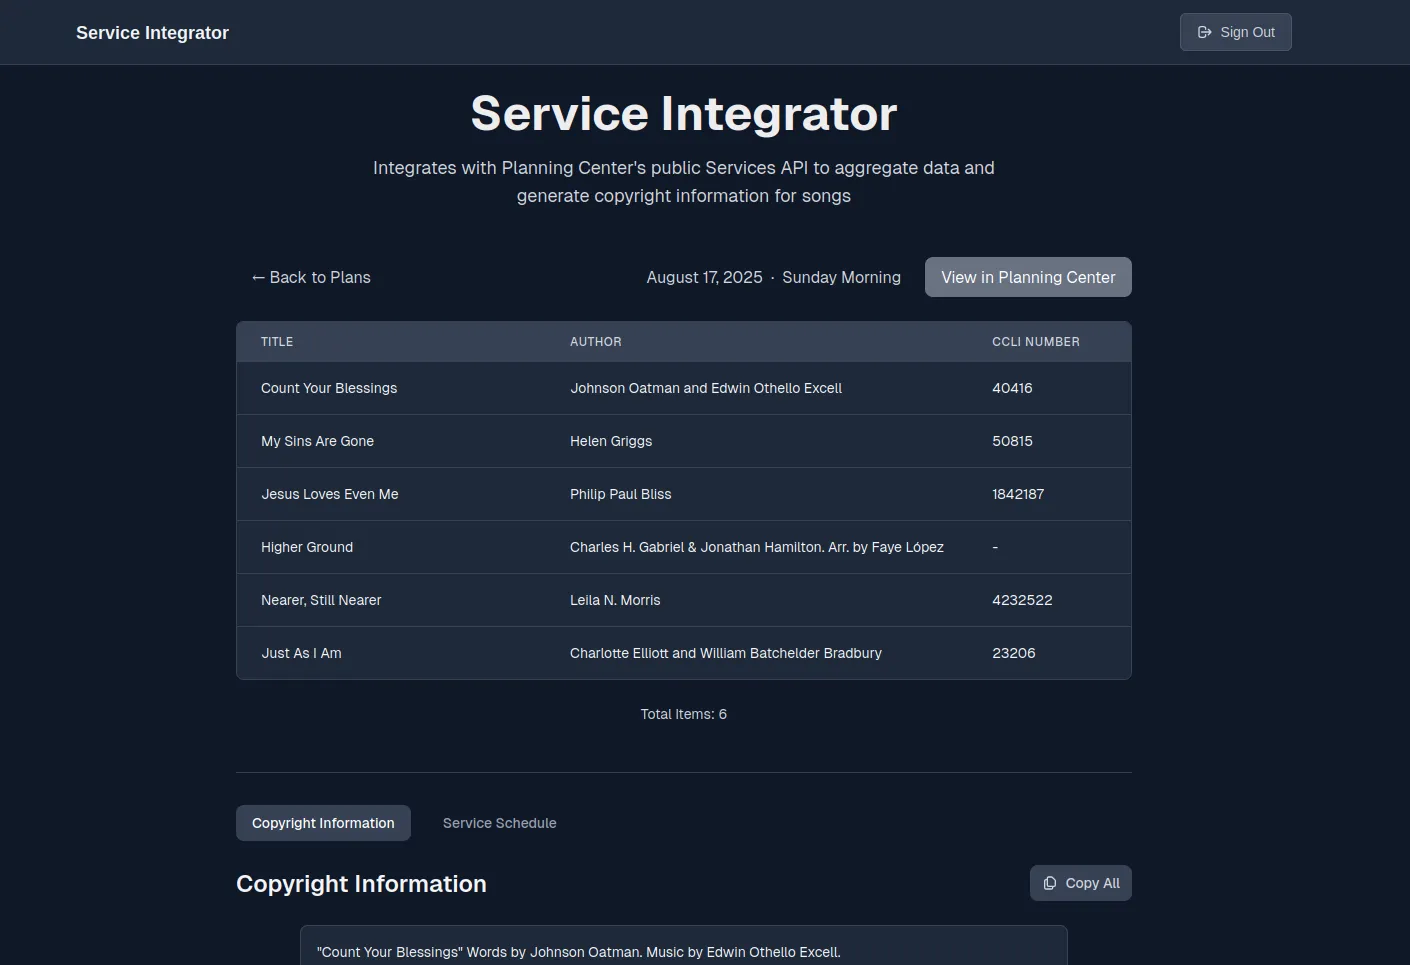 Service Integrator
Sign Out
Service Integrator
Integrates with Planning Center's public Services API to aggregate data and
generate copyright information for songs
← Back to Plans
August 17, 2025 · Sunday Morning
View in Planning Center
TITLE AUTHOR CCLI NUMBER
Count Your Blessings Johnson Oatman and Edwin Othello Excell 40416
My Sins Are Gone Helen Griggs 50815
Jesus Loves Even Me Philip Paul Bliss 1842187
Higher Ground Charles H. Gabriel & Jonathan Hamilton. Arr. by Faye López -
Nearer, Still Nearer Leila N. Morris 4232522
Just As I Am Charlotte Elliott and William Batchelder Bradbury 23206
Total Items: 6
Copyright Information
Service Schedule
Copyright Information
Copy All
"Count Your Blessings" Words by Johnson Oatman. Music by Edwin Othello Excell.